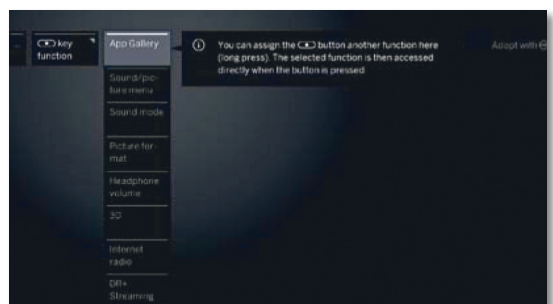 key
function
App Gallery
You can assign the button another function here
(long press). The selected function is then accessed
directly when the button is pressed
Adopt with
Sound/pic-
ture menu
Sound mode
Picture for-
mat
Headphone
volume
3D
Internet
radio
DR+
Streaming